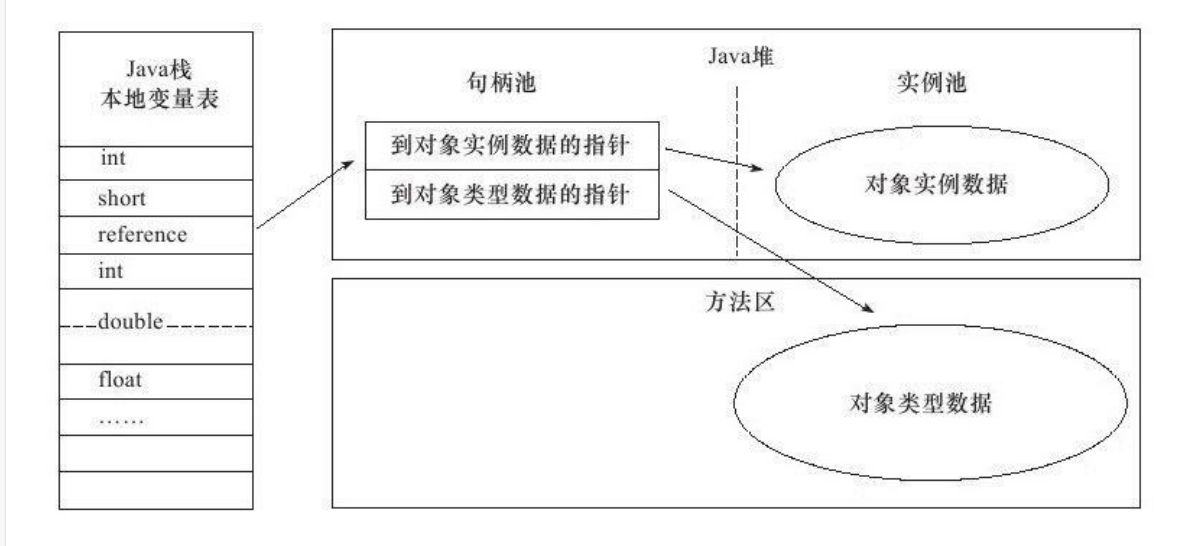 Java栈
本地变量表
int
short
reference
int
double
float
……
Java堆
句柄池
实例池
到对象实例数据的指针
到对象类型数据的指针
对象实例数据
方法区
对象类型数据